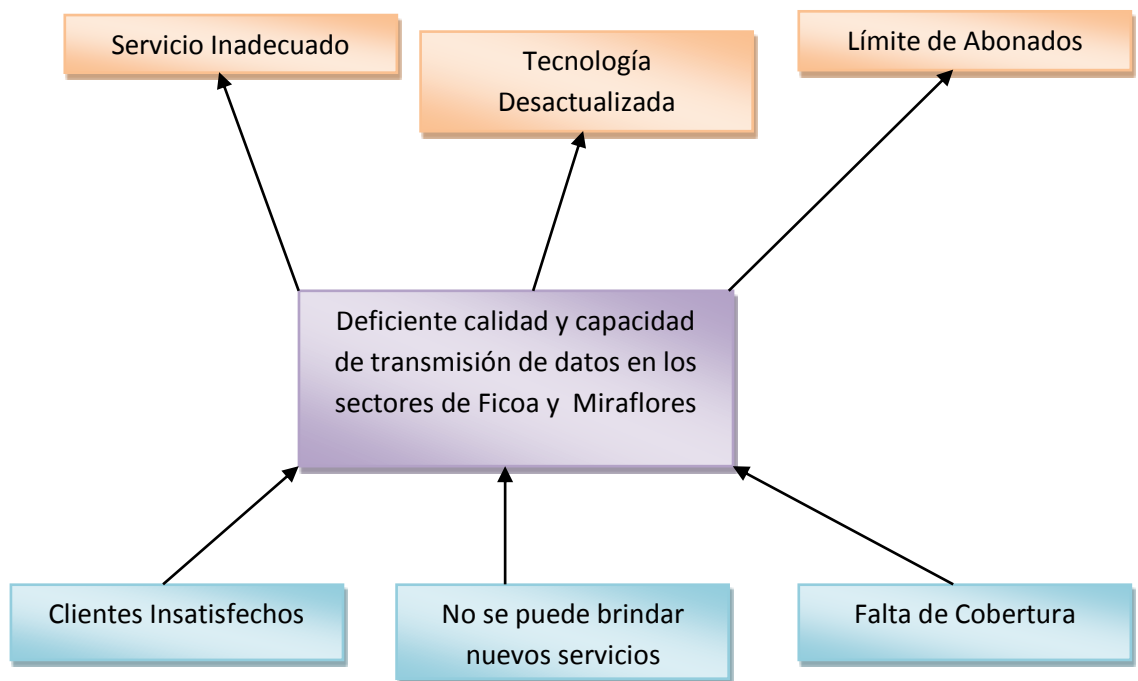 Servicio Inadecuado
Tecnología
Desactualizada
Límite de Abonados
Deficiente calidad y capacidad
de transmisión de datos en los
sectores de Ficoa y Miraflores
Clientes Insatisfechos
No se puede brindar
nuevos servicios
Falta de Cobertura